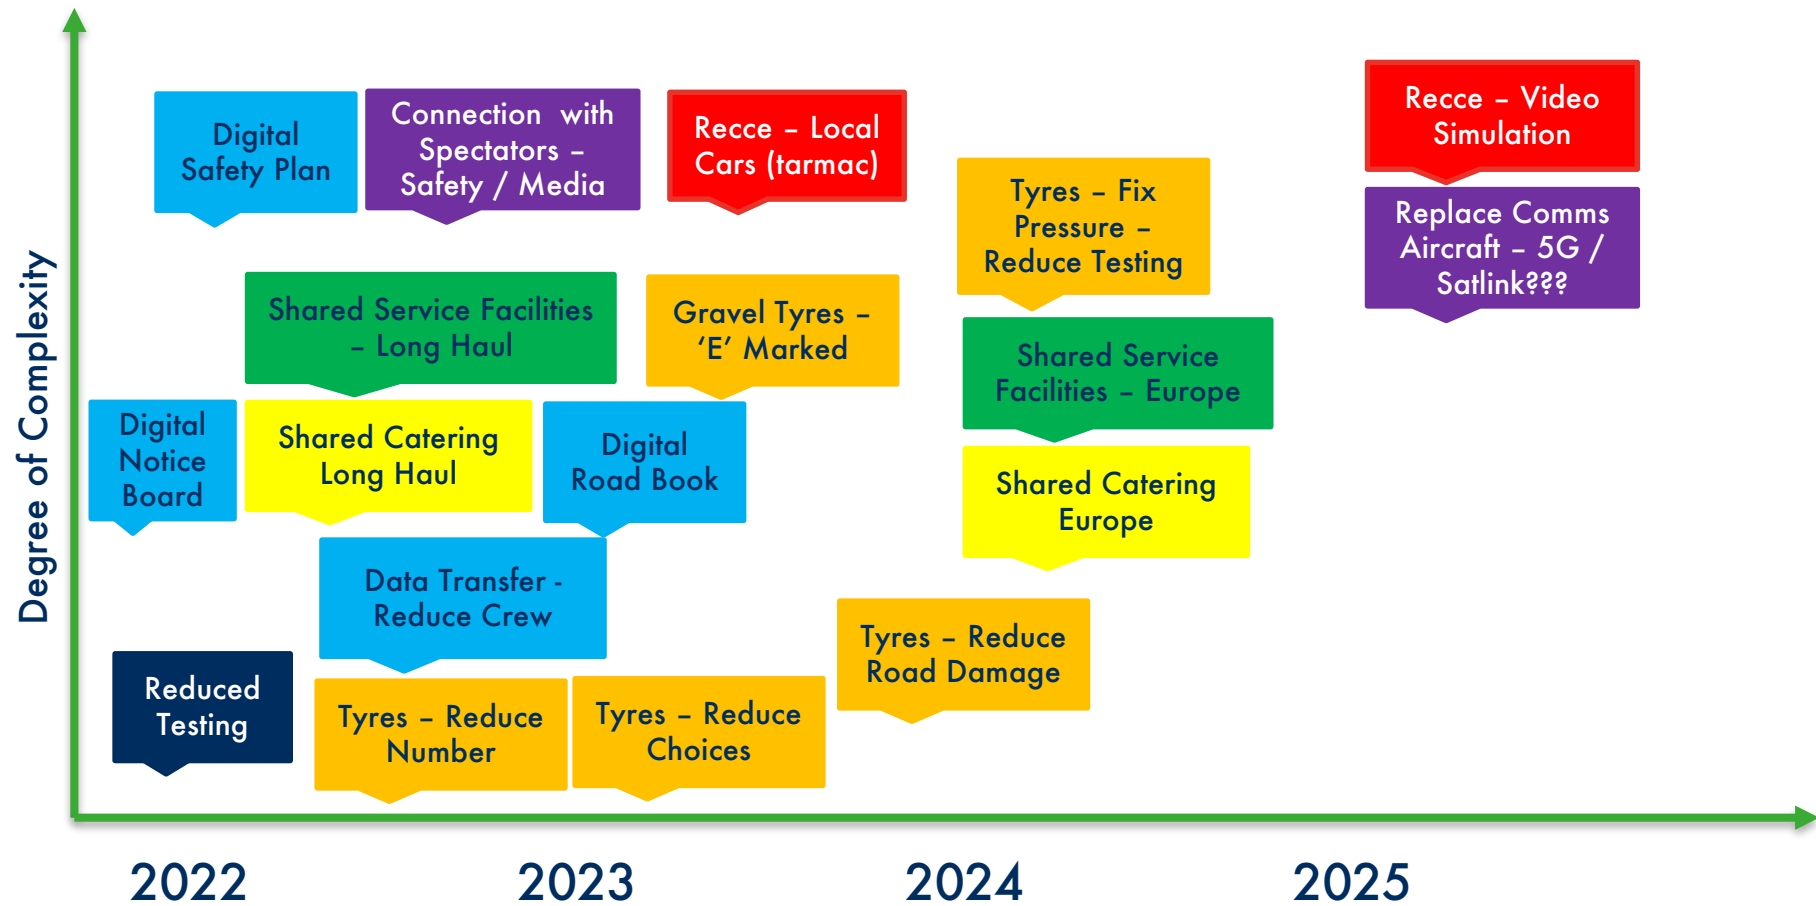 Degree of Complexity
Digital
Safety Plan
Connection with
Spectators –
Safety / Media
Recce – Local
Cars (tarmac)
Tyres – Fix
Pressure –
Reduce Testing
Recce – Video
Simulation
Replace Comms
Aircraft – 5G /
Satlink???
Shared Service Facilities
– Long Haul
Gravel Tyres –
‘E’ Marked
Shared Service
Facilities – Europe
Digital
Notice
Board
Shared Catering
Long Haul
Digital
Road Book
Shared Catering
Europe
Data Transfer -
Reduce Crew
Tyres – Reduce
Road Damage
Reduced
Testing
Tyres – Reduce
Number
Tyres – Reduce
Choices
2022
2023
2024
2025